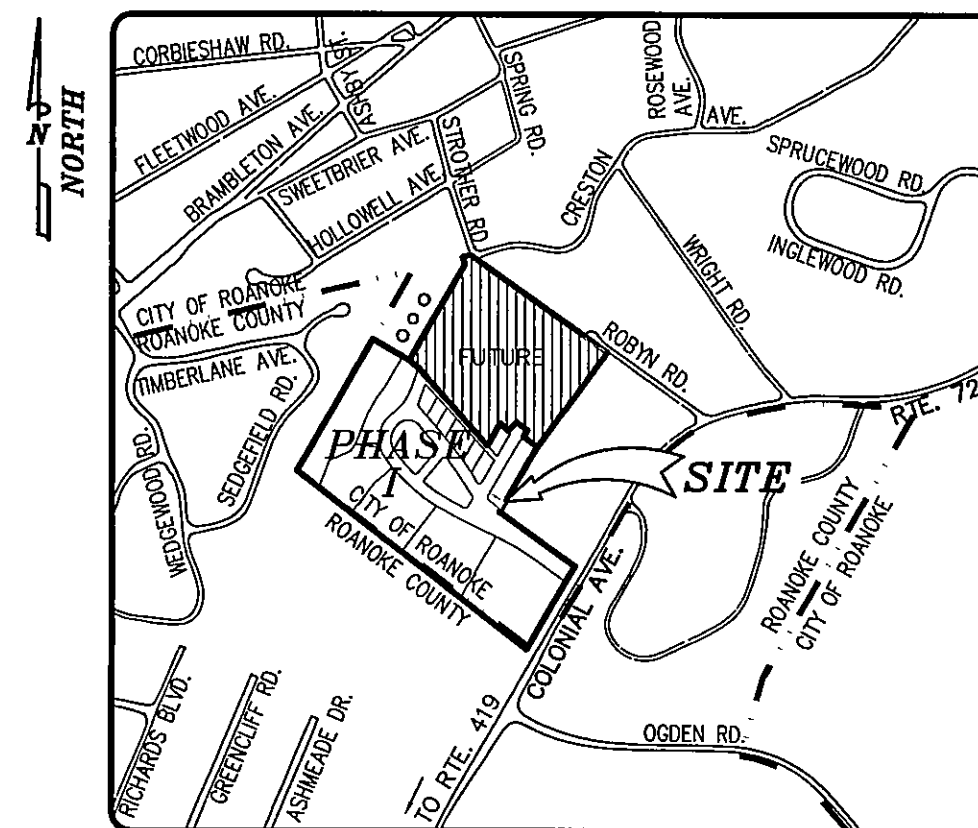 N
NORTH
CORBIESHAW RD.
ASHBY ST.
SPRING RD.
ROSEWOOD AVE.
AVE.
FLEETWOOD AVE.
BRAMBLETON AVE.
SWEETBRIER AVE.
STROTHER RD.
SPRUCEWOOD RD.
HOLLOWELL AVE.
CRESTON
WRIGHT RD.
INGLEWOOD RD.
CITY OF ROANOKE
ROANOKE COUNTY
TIMBERLANE AVE.
FUTURE
ROBYN RD.
RTE. 72
SEDGEFIELD RD.
WEDGEWOOD RD.
PHASE
I
SITE
CITY OF ROANOKE
ROANOKE COUNTY
ROANOKE COUNTY
CITY OF ROANOKE
COLONIAL AVE.
RICHARDS BLVD.
GREENCLIFF RD.
ASHMEADE DR.
TO RTE. 419
OGDEN RD.